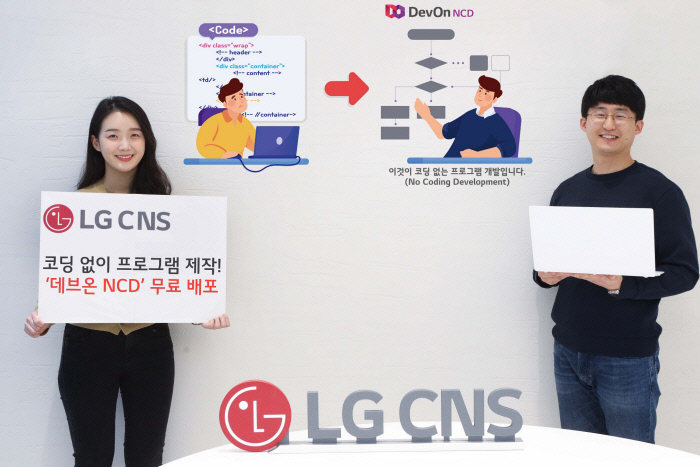 <Code>
<div class="wrap">
<!-- header -->
</div>
<div class="container">
<!-- content -->
<td/>
<!-- //container-
DevOn NCD
이것이 코딩 없는 프로그램 개발입니다.
(No Coding Development)
LG CNS
코딩 없이 프로그램 제작!
‘데브온 NCD’ 무료 배포
LG CNS